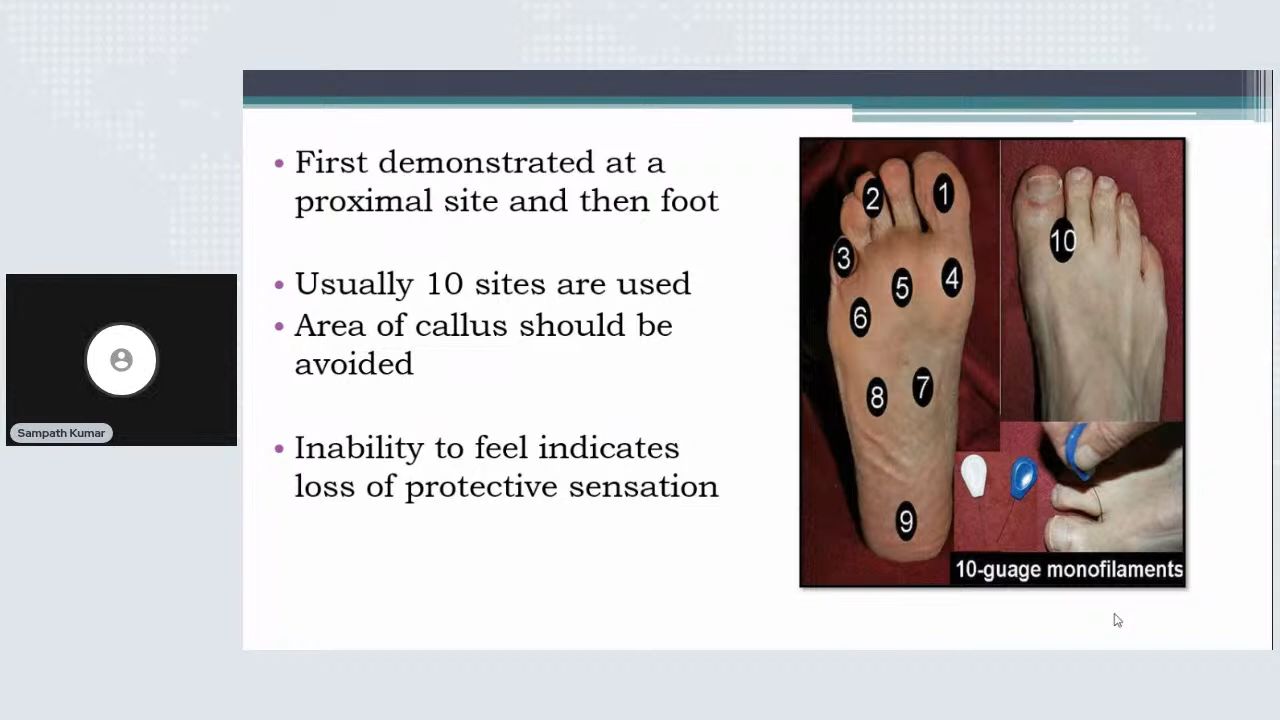 • First demonstrated at a
proximal site and then foot
• Usually 10 sites are used
• Area of callus should be
avoided
• Inability to feel indicates
loss of protective sensation
2
1
3
5
4
6
8
7
9
10
10-guage monofilaments
Sampath Kumar